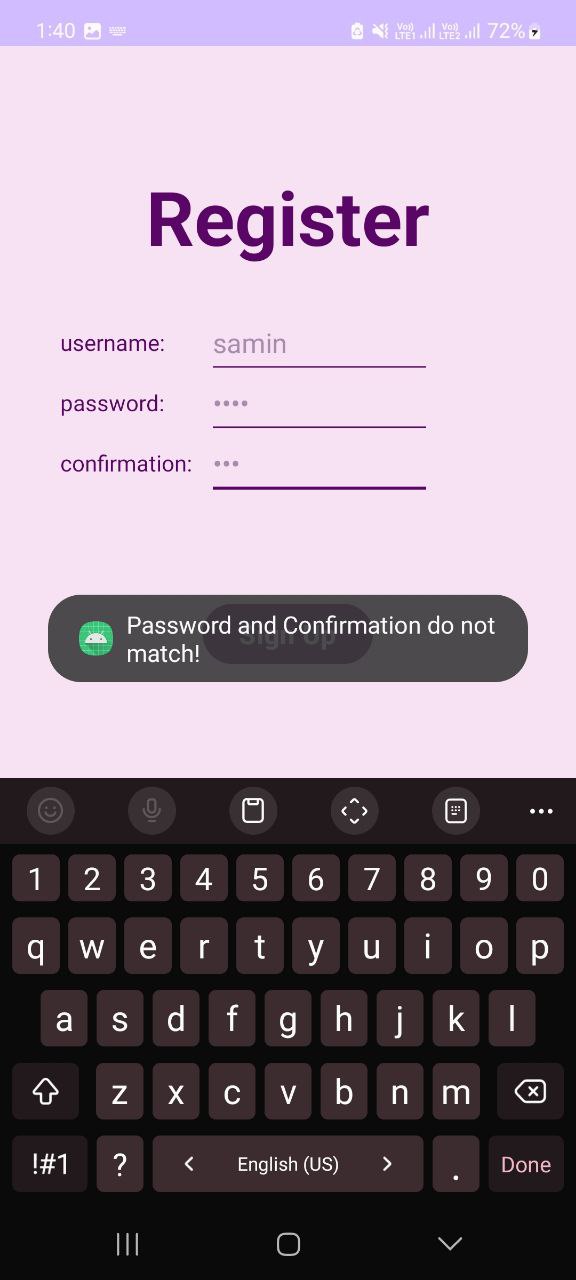 1:40 Vo)) LTE1 Vo)) LTE2 72%
Register
username: samin
password: ••••
confirmation: •••
Sign Up
Password and Confirmation do not
match!
1 2 3 4 5 6 7 8 9 0
q w e r t y u i o p
a s d f g h j k l
z x c v b n m
!#1 ? < English (US) > . Done